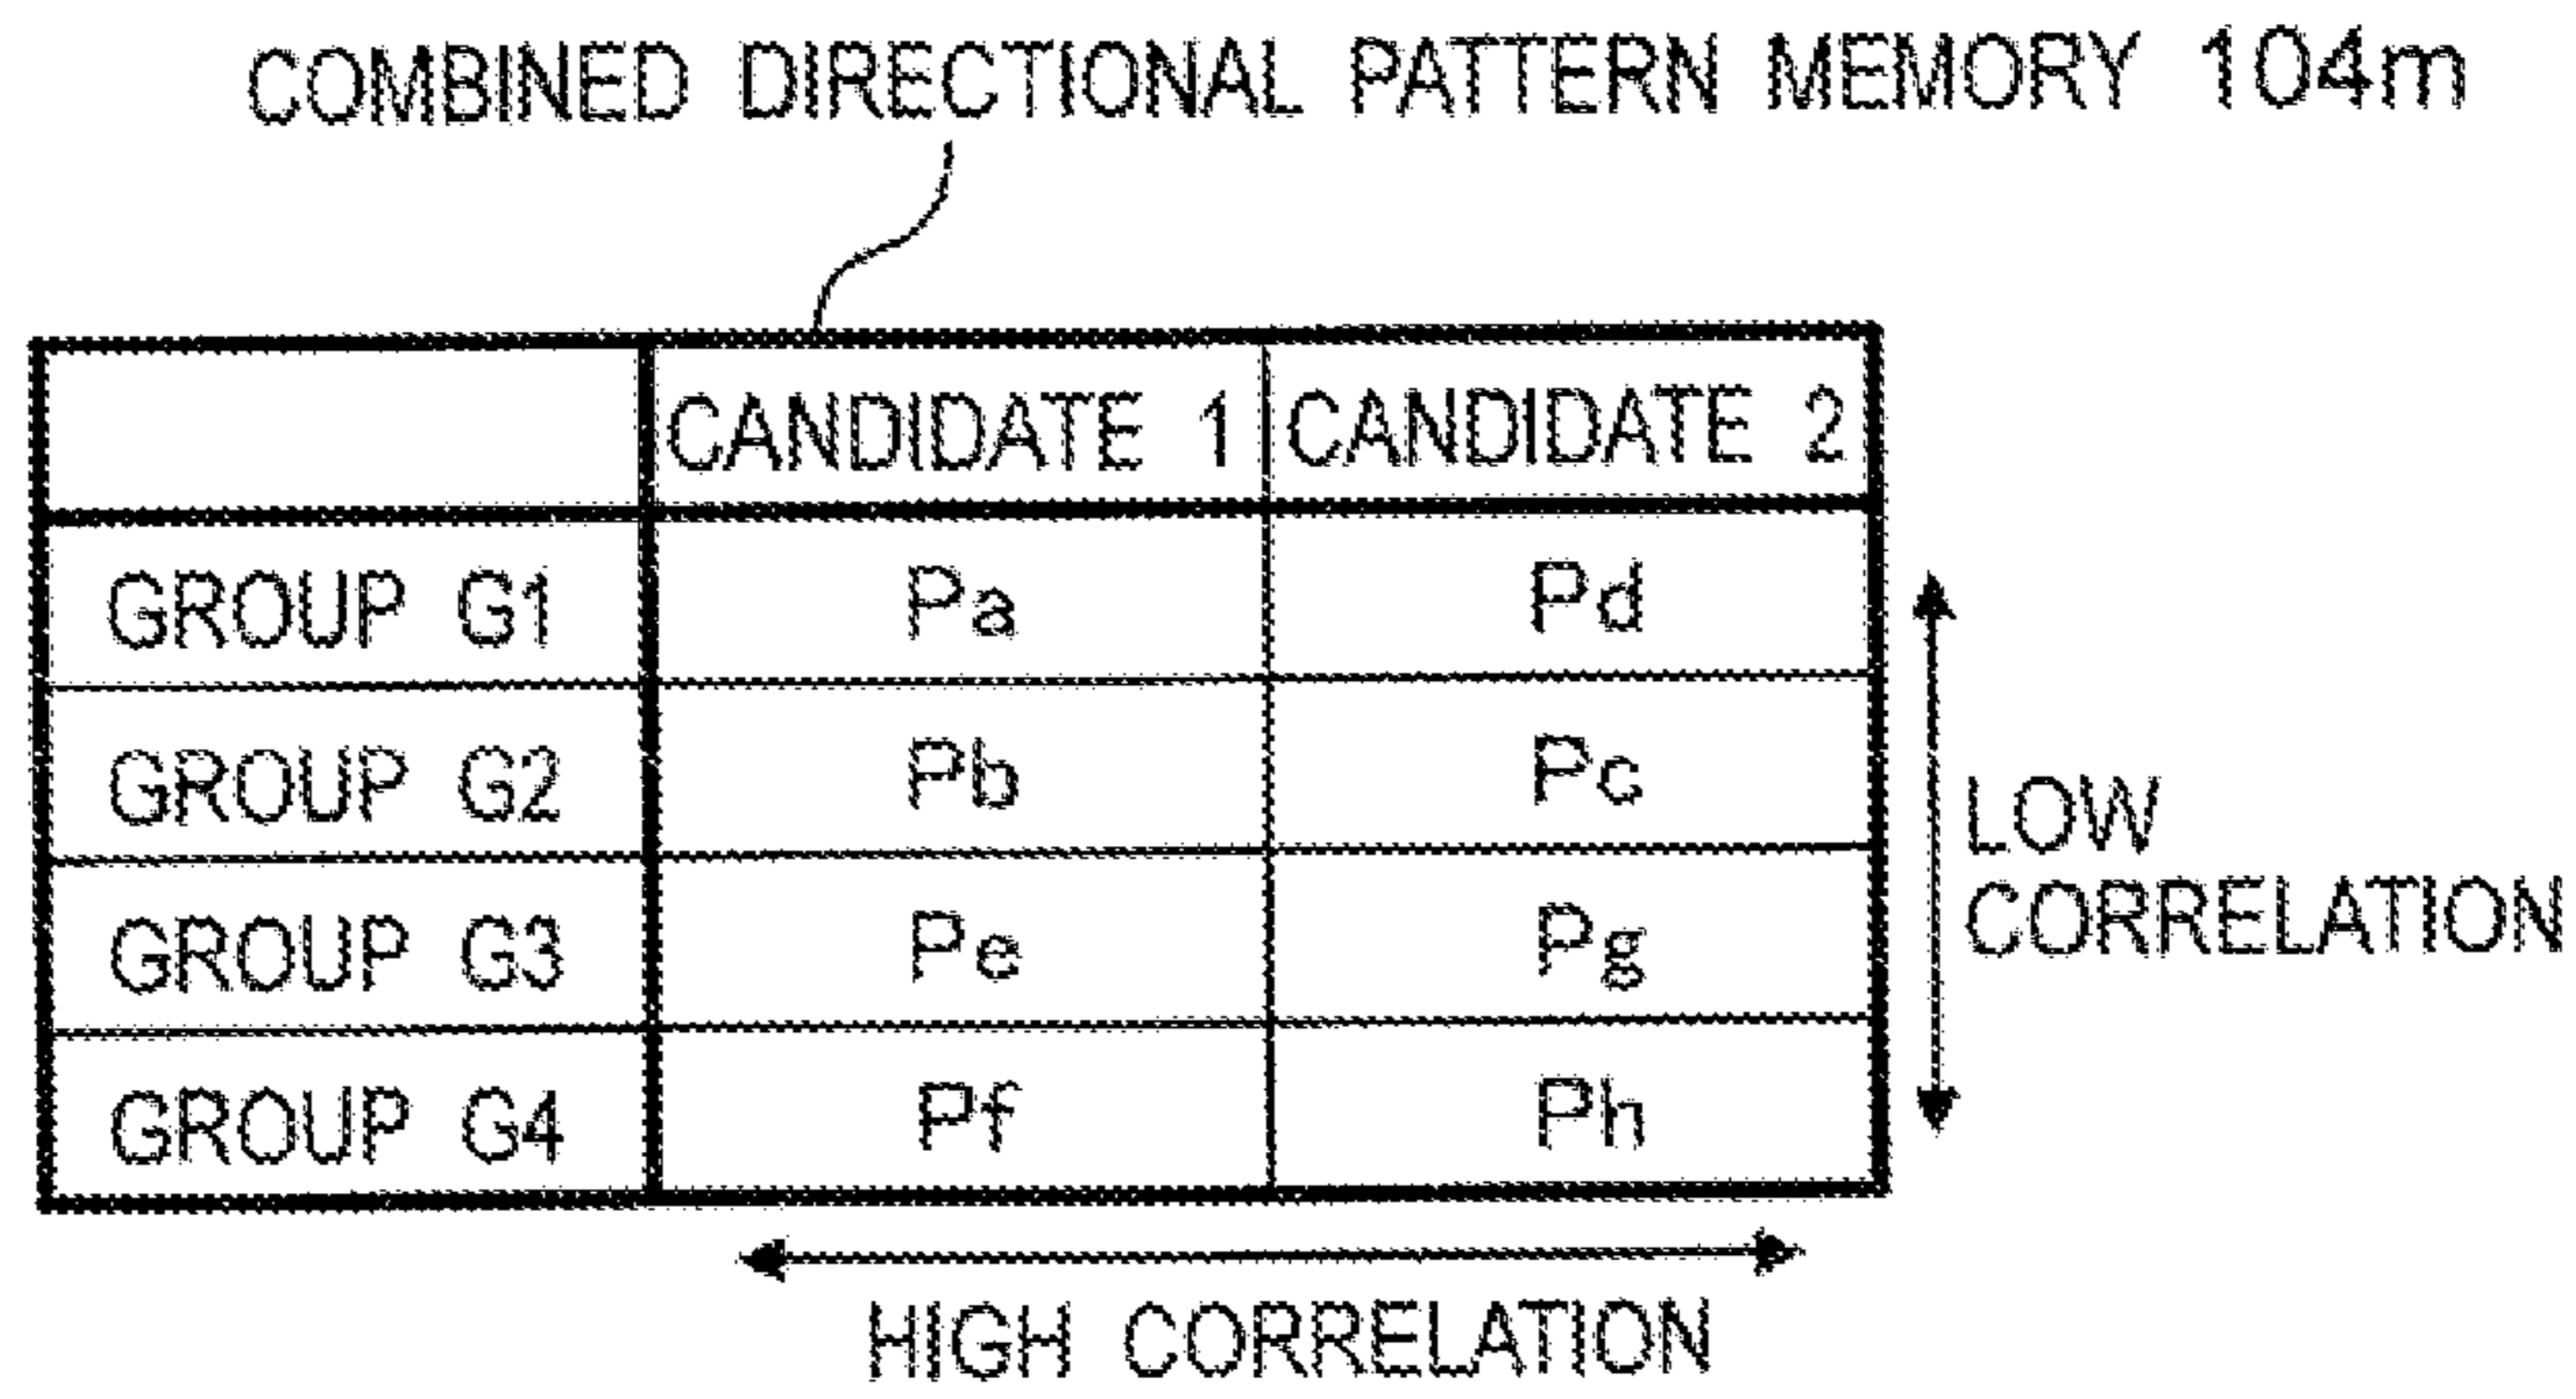 COMBINED DIRECTIONAL PATTERN MEMORY 104m
CANDIDATE 1 CANDIDATE 2
GROUP G1 Pa Pd
GROUP G2 Pb Pc
GROUP G3 Pe Pg
GROUP G4 Pf Ph
LOW
CORRELATION
HIGH CORRELATION